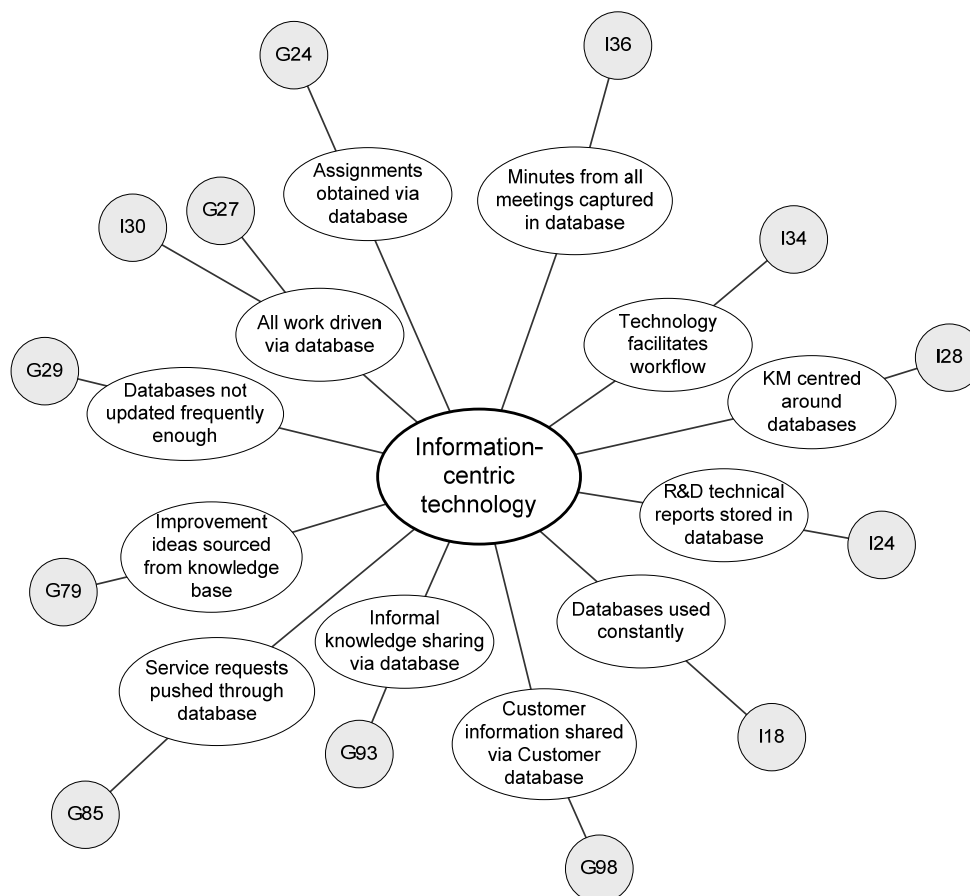 G24
I36
Assignments
obtained via
database
Minutes from all
meetings captured
in database
G27
I30
I34
All work driven
via database
Technology
facilitates
workflow
G29
I28
Databases not
updated frequently
enough
KM centred
around
databases
Information-
centric
technology
R&D technical
reports stored in
database
I24
Improvement
ideas sourced
from knowledge
base
G79
Informal
knowledge sharing
via database
Databases used
constantly
Service requests
pushed through
database
Customer
information shared
via Customer
database
G93
I18
G85
G98